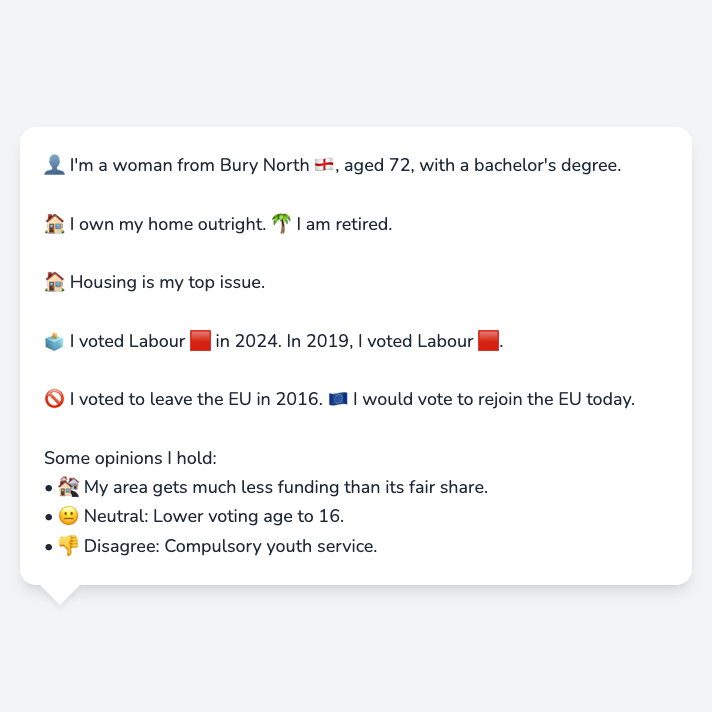 👤 I'm a woman from Bury North 🏴󠁧󠁢󠁥󠁮󠁧󠁿, aged 72, with a bachelor's degree.
🏠 I own my home outright. 🌴 I am retired.
🏠 Housing is my top issue.
🗳️ I voted Labour 🟥 in 2024. In 2019, I voted Labour 🟥.
🚫 I voted to leave the EU in 2016. 🇪🇺 I would vote to rejoin the EU today.
Some opinions I hold:
• 🏚️ My area gets much less funding than its fair share.
• 😐 Neutral: Lower voting age to 16.
• 👎 Disagree: Compulsory youth service.